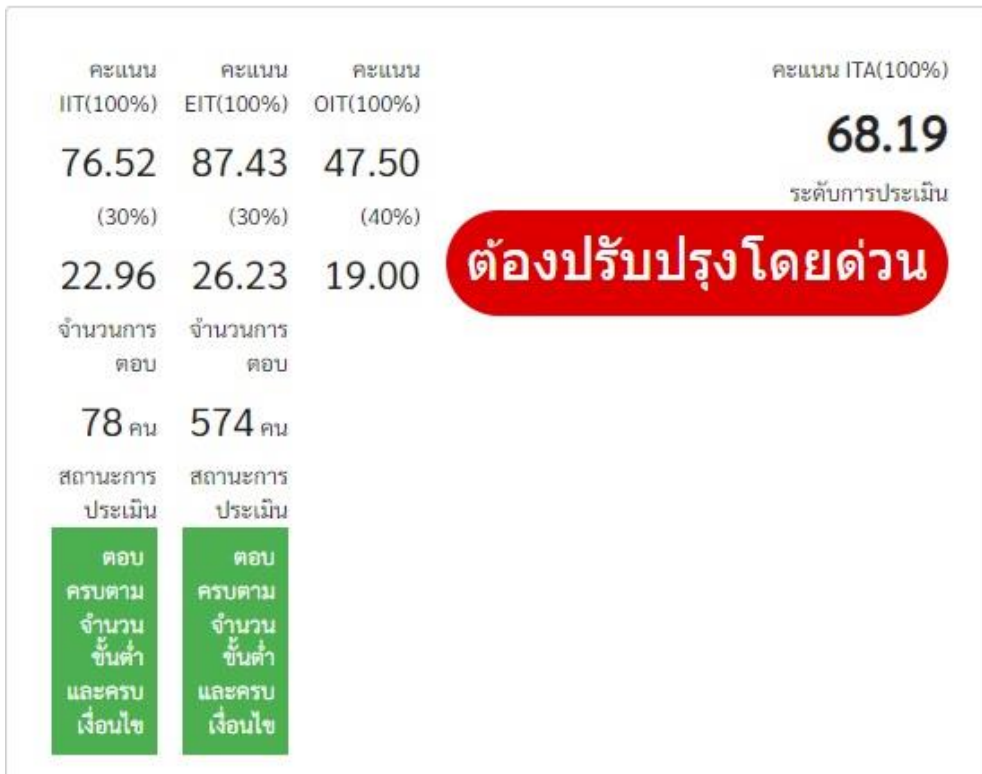 คะแนน คะแนน คะแนน
IIT(100%) EIT(100%) OIT(100%)
76.52 87.43 47.50
(30%) (30%) (40%)
22.96 26.23 19.00
จำนวนการ จำนวนการ
ตอบ ตอบ
78 คน 574 คน
สถานะการ สถานะการ
ประเมิน ประเมิน
ตอบ ตอบ
ครบตาม ครบตาม
จำนวน จำนวน
ขั้นต่ำ ขั้นต่ำ
และครบ และครบ
เงื่อนไข เงื่อนไข
คะแนน ITA(100%)
68.19
ระดับการประเมิน
ต้องปรับปรุงโดยด่วน